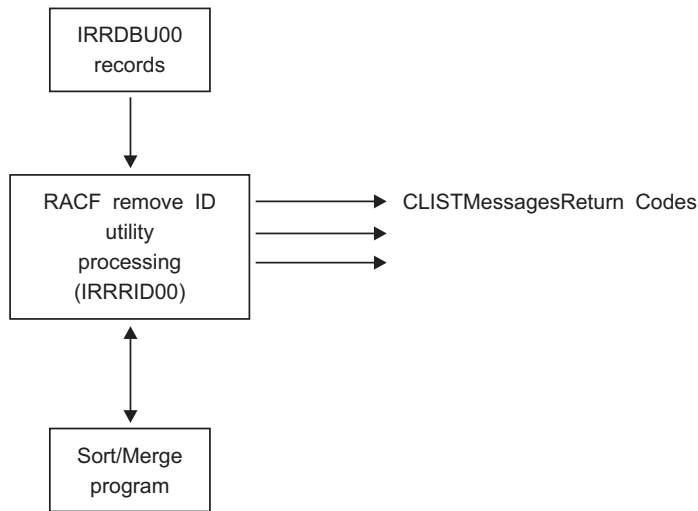 IRRDBU00
records
RACF remove ID
utility
processing
(IRRRID00)
CLISTMessagesReturn Codes
Sort/Merge
program